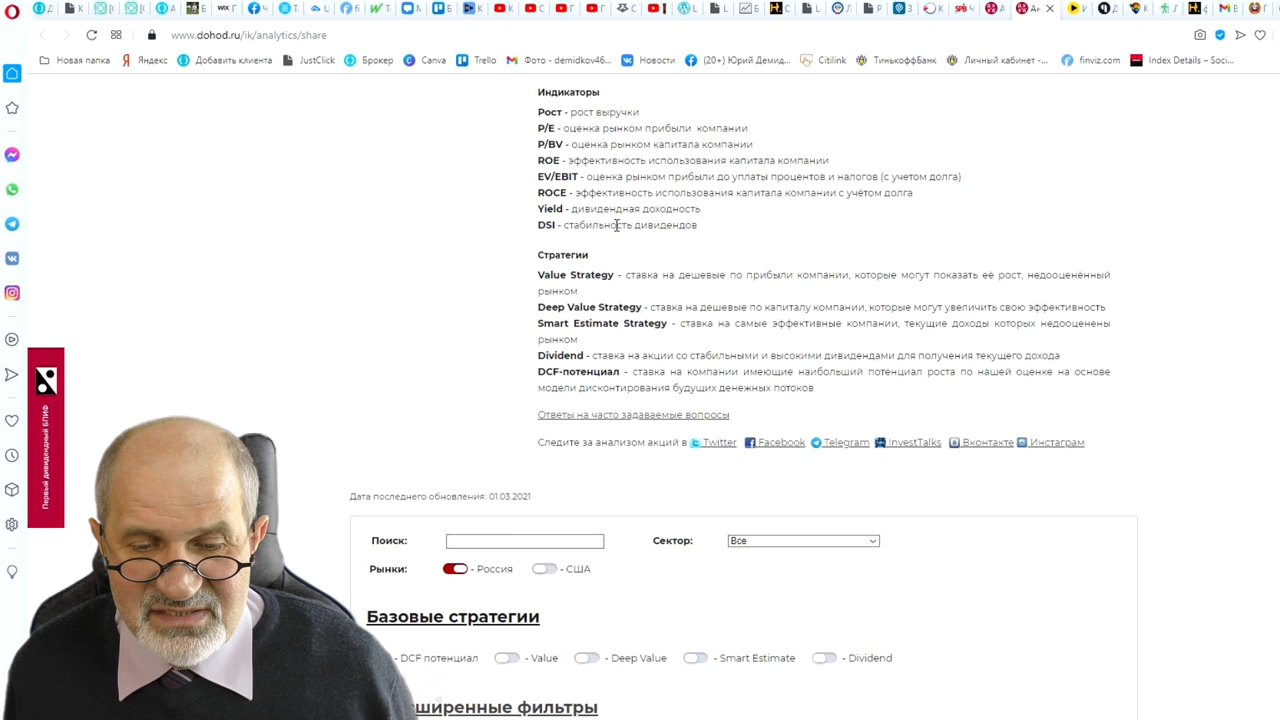 www.dohod.ru/ik/analytics/share
Новая папка Яндекс Добавить клиента JustClick Брокер Canva Trello Фото - demidkov46... Новости (20+) Юрий Демид... Citilink ТинькоффБанк Личный кабинет -... finviz.com Index Details – Soci...
Индикаторы
Рост - рост выручки
P/E - оценка рынком прибыли компании
P/BV - оценка рынком капитала компании
ROE - эффективность использования капитала компании
EV/EBIT - оценка рынком прибыли до уплаты процентов и налогов (с учетом долга)
ROCE - эффективность использования капитала компании с учётом долга
Yield - дивидендная доходность
DSI - стабильность дивидендов
Стратегии
Value Strategy - ставка на дешевые по прибыли компании, которые могут показать её рост, недооценённый
рынком
Deep Value Strategy - ставка на дешевые по капиталу компании, которые могут увеличить свою эффективность
Smart Estimate Strategy - ставка на самые эффективные компании, текущие доходы которых недооценены
рынком
Dividend - ставка на акции со стабильными и высокими дивидендами для получения текущего дохода
DCF-потенциал - ставка на компании имеющие наибольший потенциал роста по нашей оценке на основе
модели дисконтирования будущих денежных потоков
Ответы на часто задаваемые вопросы
Следите за анализом акций в Twitter Facebook Telegram InvestTalks Вконтакте Инстаграм
Первый дивидендный БПИФ
Дата последнего обновления: 01.03.2021
Поиск: Сектор: Все
Рынки: - Россия - США
Базовые стратегии
- DCF потенциал - Value - Deep Value - Smart Estimate - Dividend
ширенные фильтры